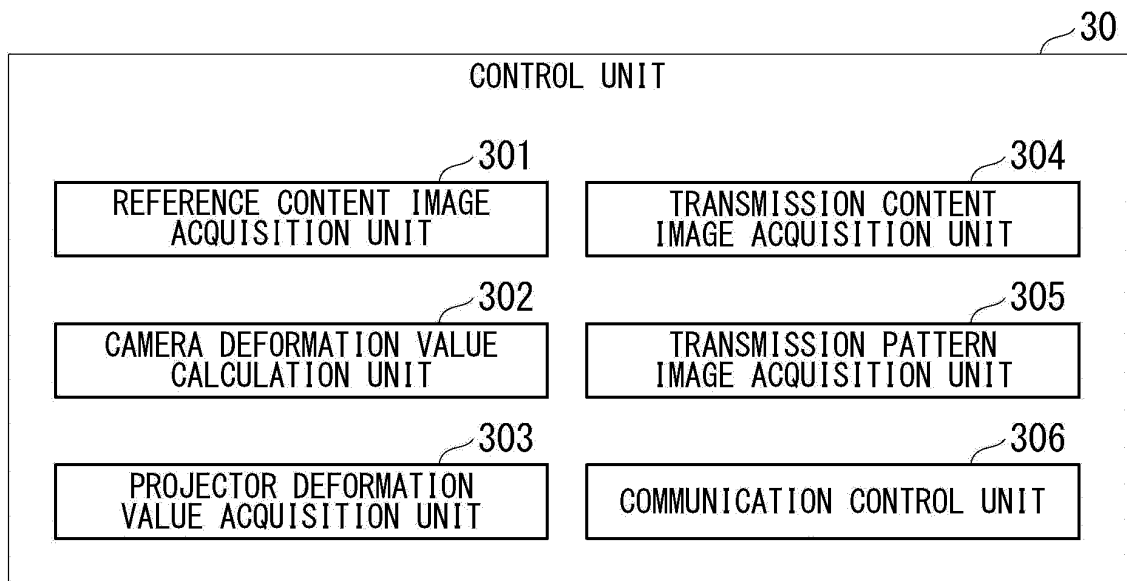 30
CONTROL UNIT
301
REFERENCE CONTENT IMAGE
ACQUISITION UNIT
302
CAMERA DEFORMATION VALUE
CALCULATION UNIT
303
PROJECTOR DEFORMATION
VALUE ACQUISITION UNIT
304
TRANSMISSION CONTENT
IMAGE ACQUISITION UNIT
305
TRANSMISSION PATTERN
IMAGE ACQUISITION UNIT
306
COMMUNICATION CONTROL UNIT